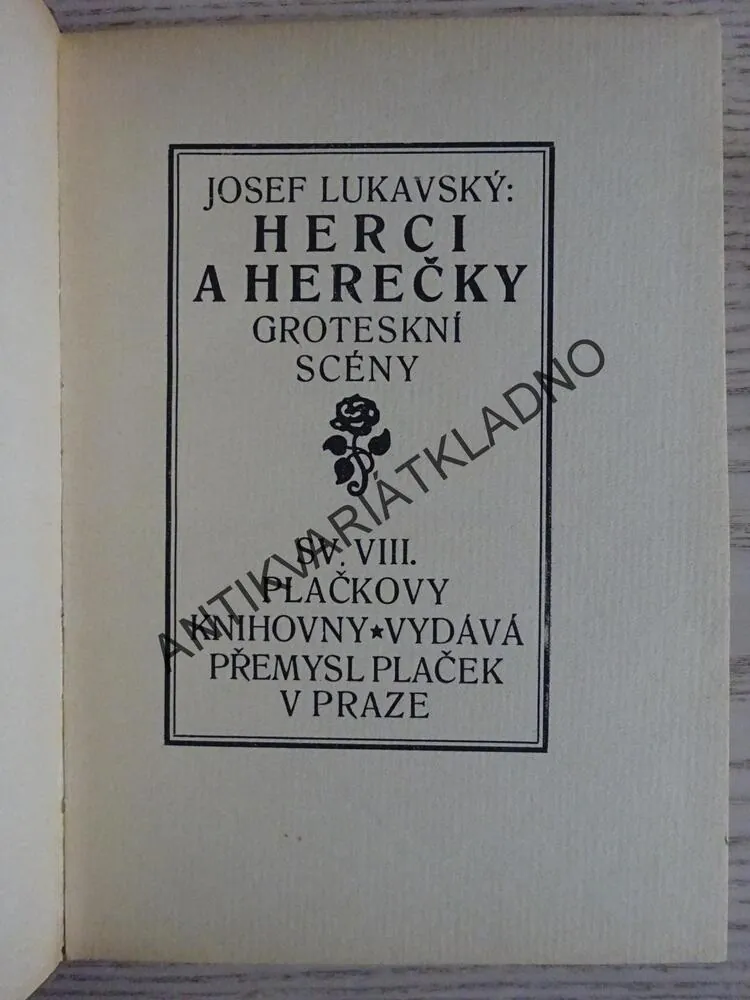 JOSEF LUKAVSKÝ:
HERCI
A HEREČKY
GROTESKNÍ
SCÉNY
SV. VIII.
PLAČKOVY
KNIHOVNY★VYDÁVÁ
PŘEMYSL PLAČEK
V PRAZE
ANTIKVARIÁTKLADNO